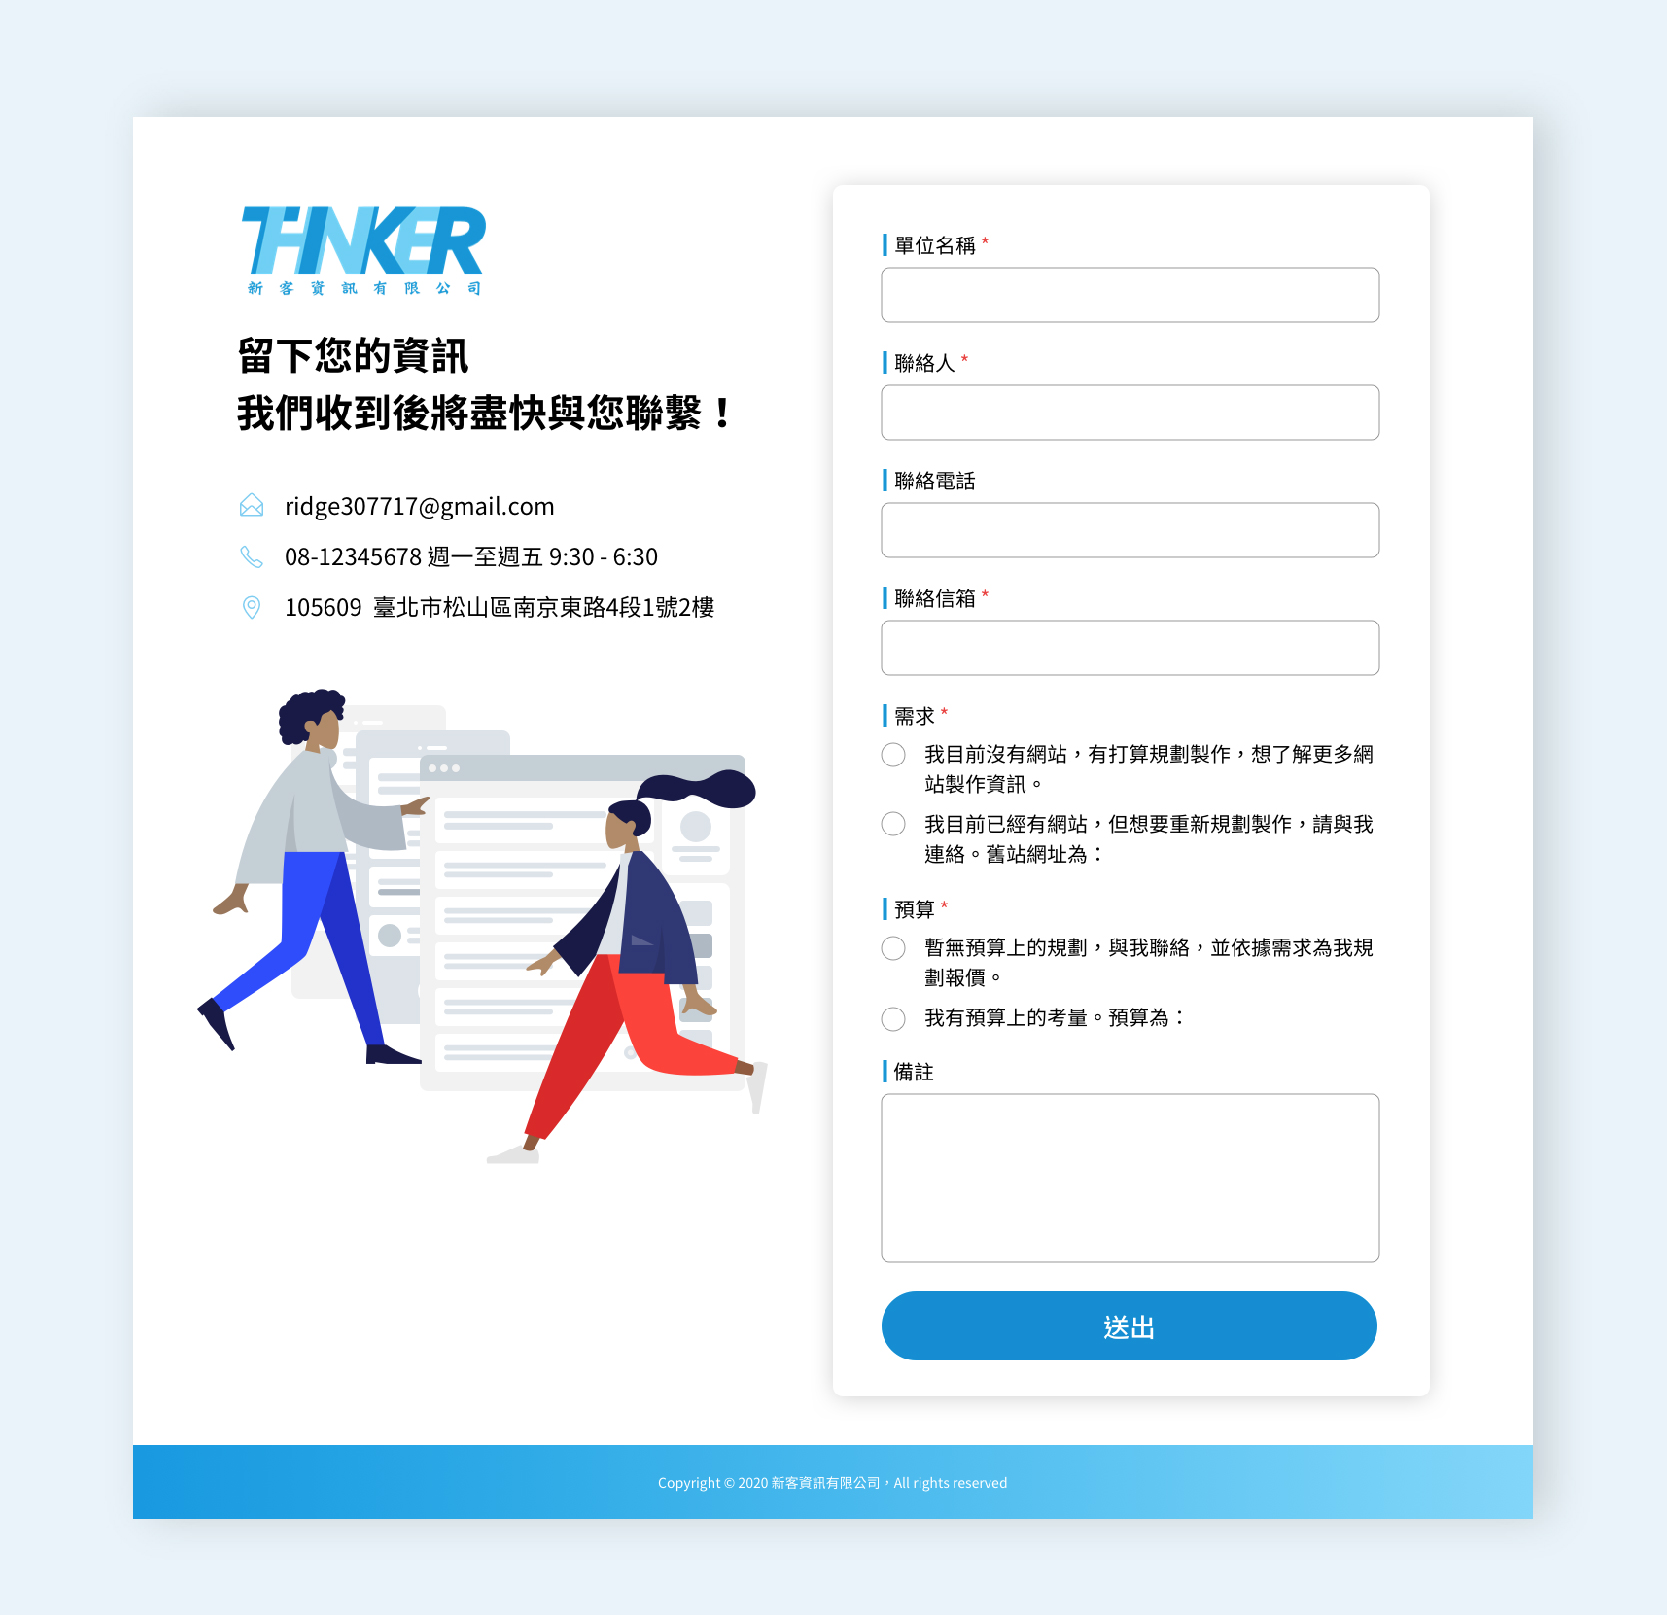 THINKER
新客資訊有限公司
留下您的資訊
我們收到後將盡快與您聯繫！
ridge307717@gmail.com
08-12345678 週一至週五 9:30 - 6:30
105609 臺北市松山區南京東路4段1號2樓
單位名稱 *
聯絡人 *
聯絡電話
聯絡信箱 *
需求 *
我目前沒有網站，有打算規劃製作，想了解更多網
站製作資訊。
我目前已經有網站，但想要重新規劃製作，請與我
連絡。舊站網址為：
預算 *
暫無預算上的規劃，與我聯絡，並依據需求為我規
劃報價。
我有預算上的考量。預算為：
備註
送出
Copyright © 2020 新客資訊有限公司，All rights reserved